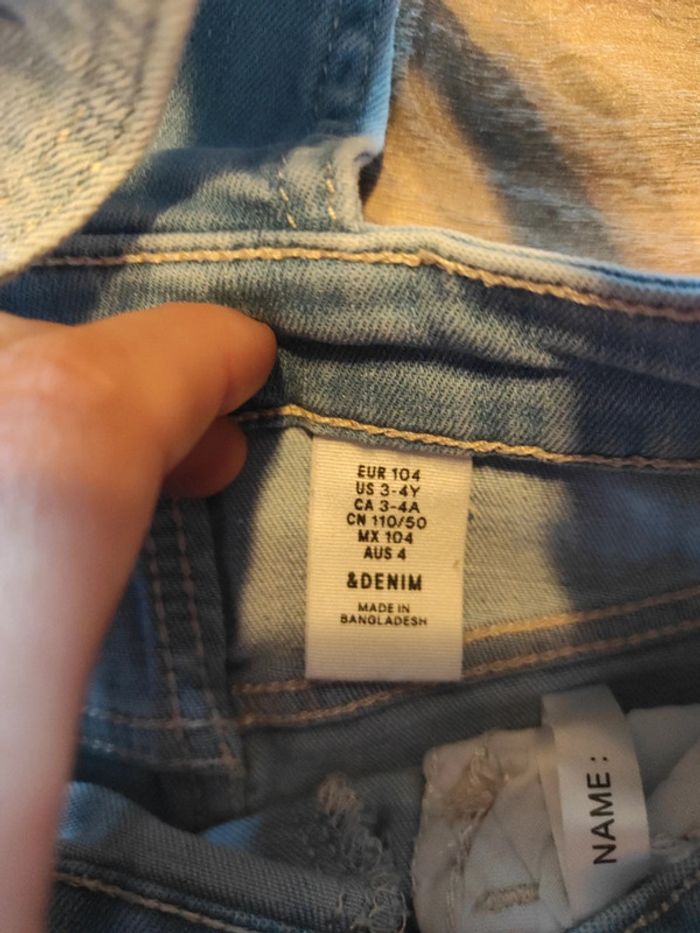 EUR 104
US 3-4Y
CA 3-4A
CN 110/50
MX 104
AUS 4
&DENIM
MADE IN
BANGLADESH
NAME :